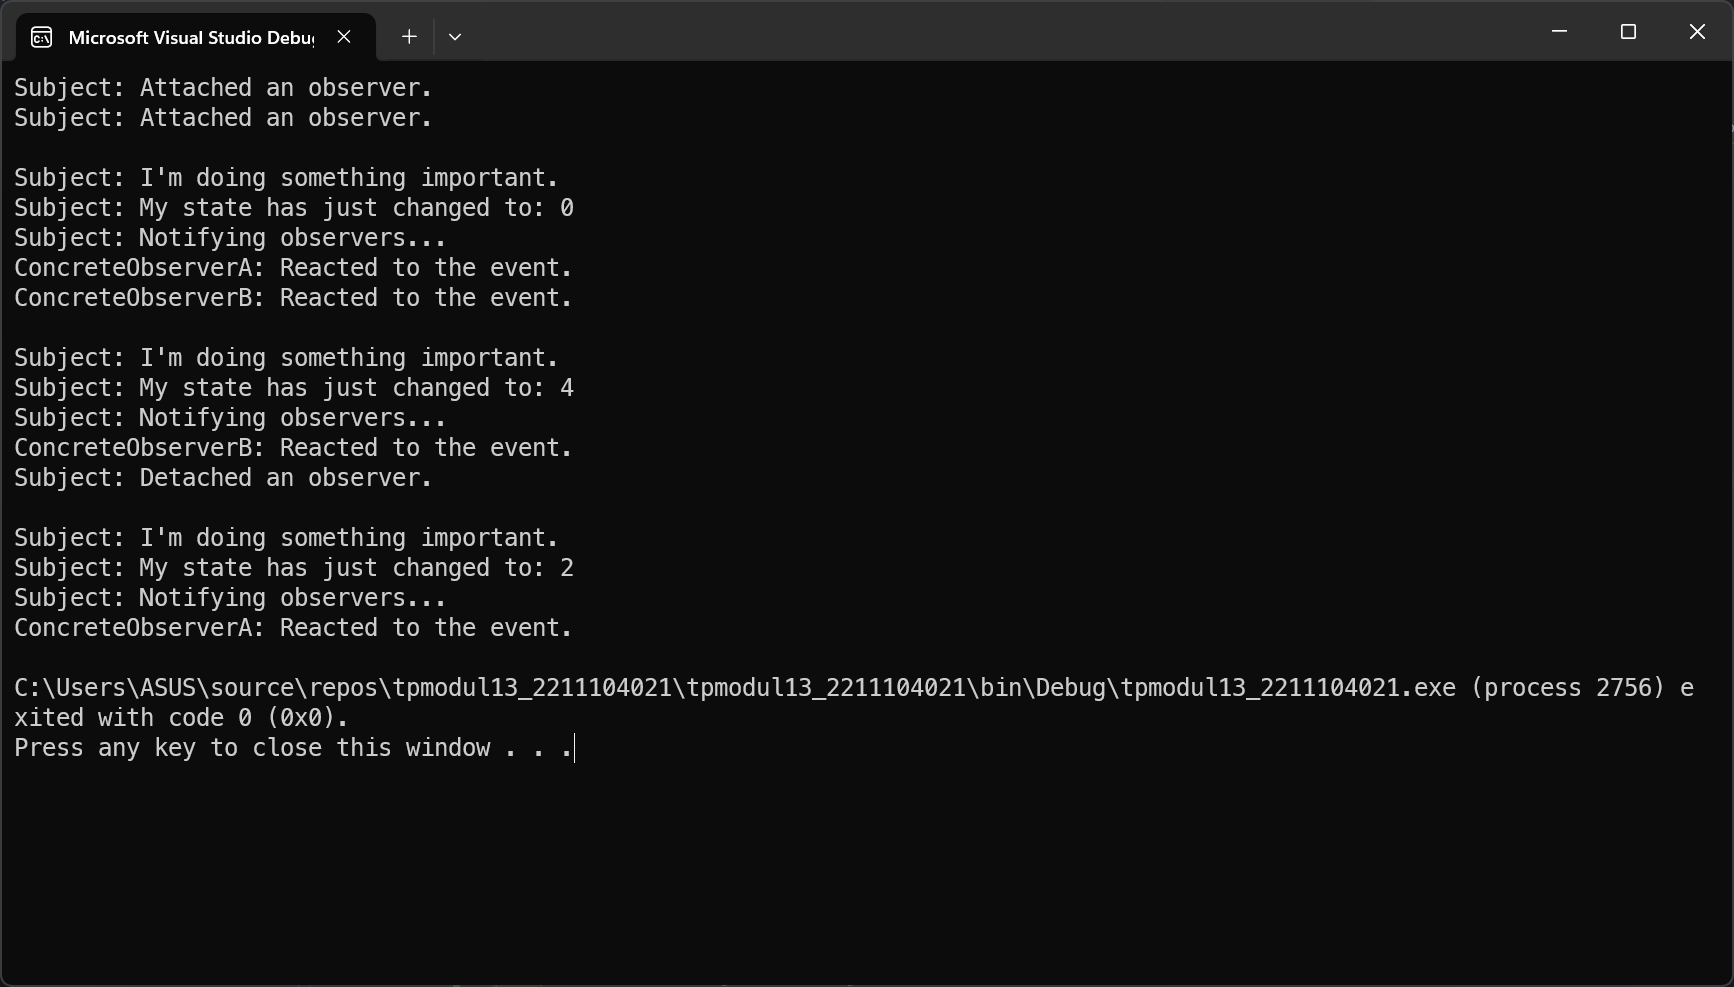 Microsoft Visual Studio Debu
Subject: Attached an observer.
Subject: Attached an observer.
Subject: I'm doing something important.
Subject: My state has just changed to: 0
Subject: Notifying observers...
ConcreteObserverA: Reacted to the event.
ConcreteObserverB: Reacted to the event.
Subject: I'm doing something important.
Subject: My state has just changed to: 4
Subject: Notifying observers...
ConcreteObserverB: Reacted to the event.
Subject: Detached an observer.
Subject: I'm doing something important.
Subject: My state has just changed to: 2
Subject: Notifying observers...
ConcreteObserverA: Reacted to the event.
C:\Users\ASUS\source\repos\tpmodul13_2211104021\tpmodul13_2211104021\bin\Debug\tpmodul13_2211104021.exe (process 2756) e
xited with code 0 (0x0).
Press any key to close this window . . .